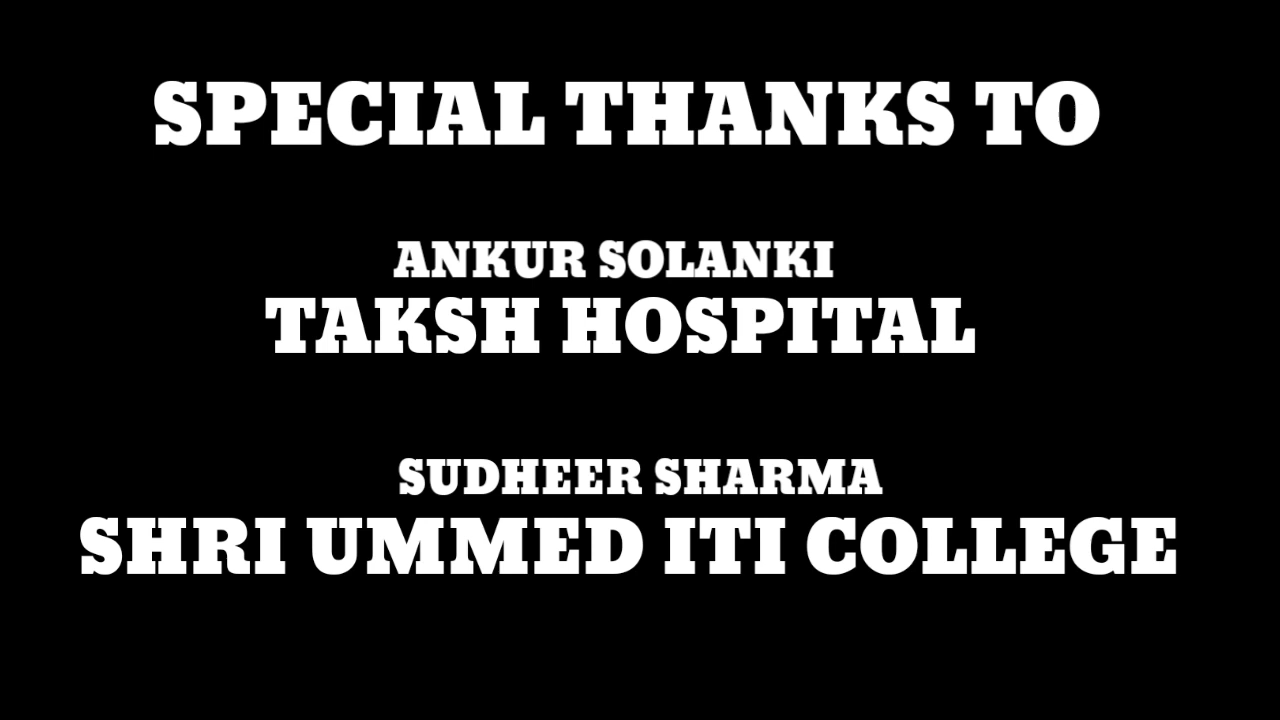 SPECIAL THANKS TO
ANKUR SOLANKI
TAKSH HOSPITAL
SUDHEER SHARMA
SHRI UMMED ITI COLLEGE